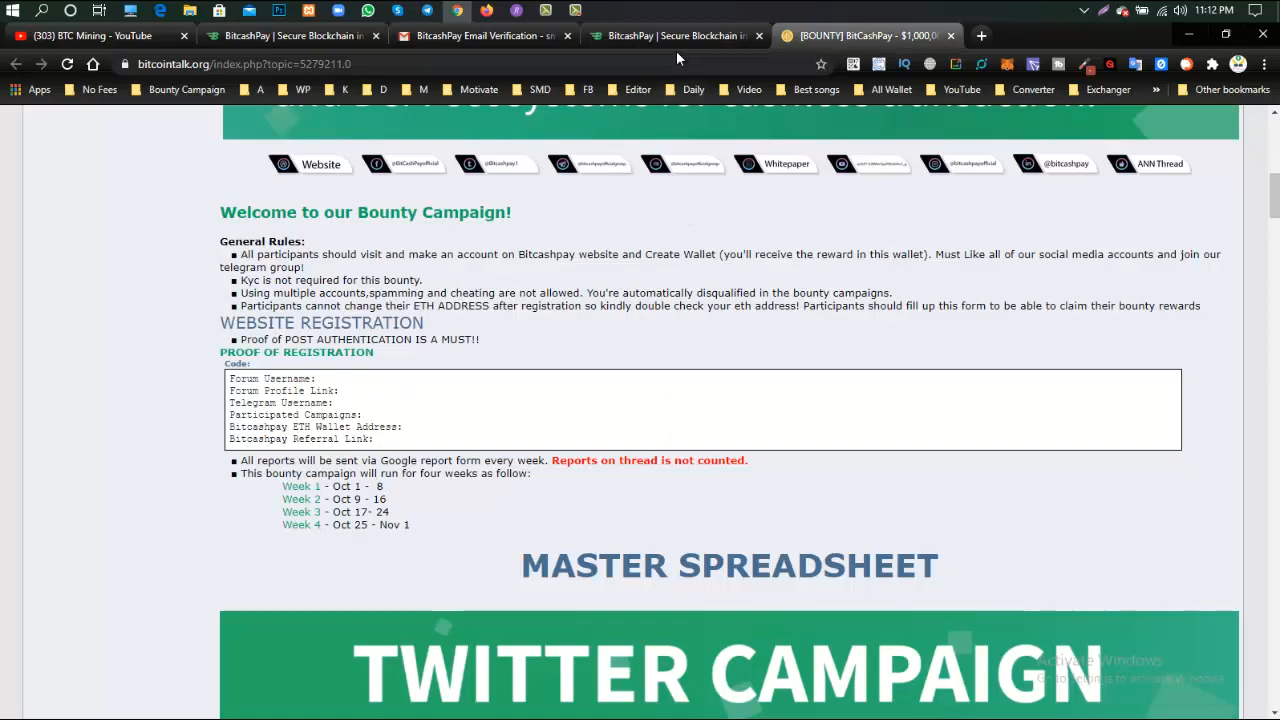 11:12 PM
(303) BTC Mining - YouTube
BitcashPay | Secure Blockchain in
BitcashPay Email Verification - sm
BitcashPay | Secure Blockchain in
[BOUNTY] BitCashPay - $1,000,0
bitcointalk.org/index.php?topic=5279211.0
Apps No Fees Bounty Campaign A WP K D M Motivate SMD FB Editor Daily Video Best songs All Wallet YouTube Converter Exchanger » Other bookmarks
Website @BitCashPayofficial @Bitcashpay1 @bitcashpayofficialgroup @bitcashpayofficialgroup Whitepaper @bitcashpayofficial @bitcashpay ANN Thread
Welcome to our Bounty Campaign!
General Rules:
▪ All participants should visit and make an account on Bitcashpay website and Create Wallet (you'll receive the reward in this wallet). Must Like all of our social media accounts and join our
telegram group!
▪ Kyc is not required for this bounty.
▪ Using multiple accounts,spamming and cheating are not allowed. You're automatically disqualified in the bounty campaigns.
▪ Participants cannot change their ETH ADDRESS after registration so kindly double check your eth address! Participants should fill up this form to be able to claim their bounty rewards
WEBSITE REGISTRATION
▪ Proof of POST AUTHENTICATION IS A MUST!!
PROOF OF REGISTRATION
Code:
Forum Username:
Forum Profile Link:
Telegram Username:
Participated Campaigns:
Bitcashpay ETH Wallet Address:
Bitcashpay Referral Link:
▪ All reports will be sent via Google report form every week. Reports on thread is not counted.
▪ This bounty campaign will run for four weeks as follow:
Week 1 - Oct 1 - 8
Week 2 - Oct 9 - 16
Week 3 - Oct 17- 24
Week 4 - Oct 25 - Nov 1
MASTER SPREADSHEET
TWITTER CAMPAIGN
Activate Windows
Go to Settings to activate Windows.